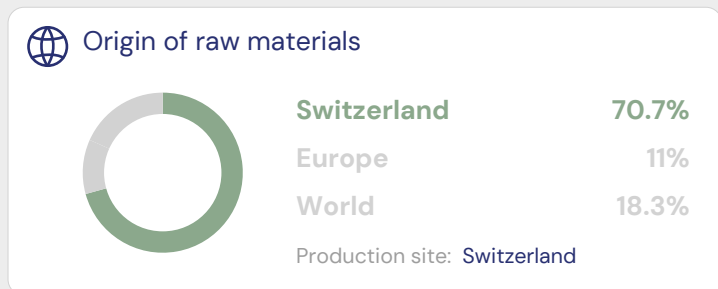 Origin of raw materials
Switzerland 70.7%
Europe 11%
World 18.3%
Production site: Switzerland